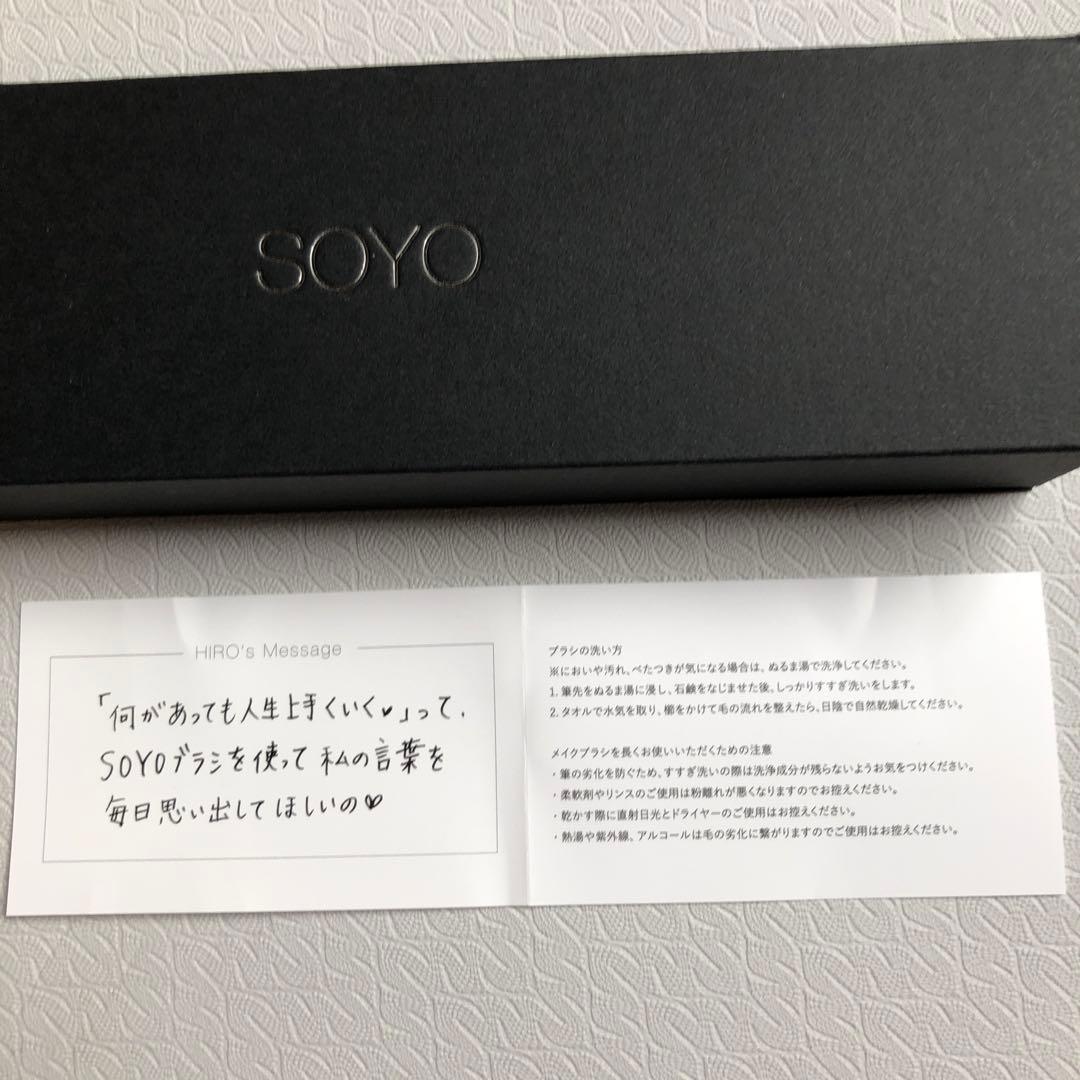 SOYO
HIRO's Message
「何があっても人生上手くいく♥」って、
SOYOブラシを使って私の言葉を
毎日思い出してほしいの♥
ブラシの洗い方
※においや汚れ、べたつきが気になる場合は、ぬるま湯で洗浄してください。
1. 筆先をぬるま湯に浸し、石鹸をなじませた後、しっかりすすぎ洗いをします。
2. タオルで水気を取り、櫛をかけて毛の流れを整えたら、日陰で自然乾燥してください。
メイクブラシを長くお使いいただくための注意
・筆の劣化を防ぐため、すすぎ洗いの際は洗浄成分が残らないようお気をつけください。
・柔軟剤やリンスのご使用は粉離れが悪くなりますのでお控えください。
・乾かす際に直射日光とドライヤーのご使用はお控えください。
・熱湯や紫外線、アルコールは毛の劣化に繋がりますのでご使用はお控えください。